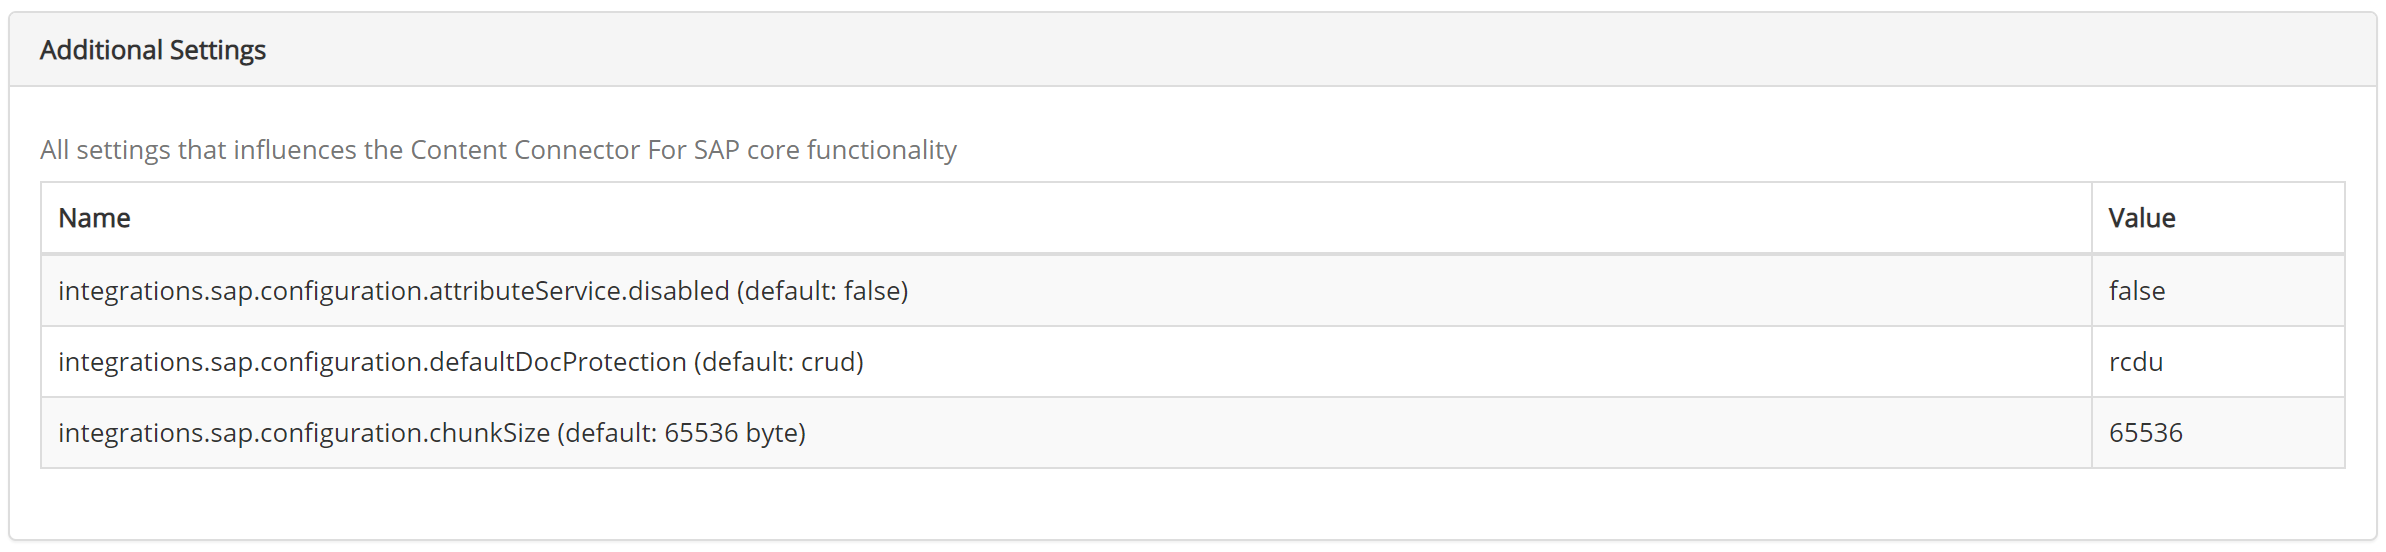 Additional Settings
All settings that influences the Content Connector For SAP core functionality
Name Value
integrations.sap.configuration.attributeService.disabled (default: false) false
integrations.sap.configuration.defaultDocProtection (default: crud) rcdu
integrations.sap.configuration.chunkSize (default: 65536 byte) 65536